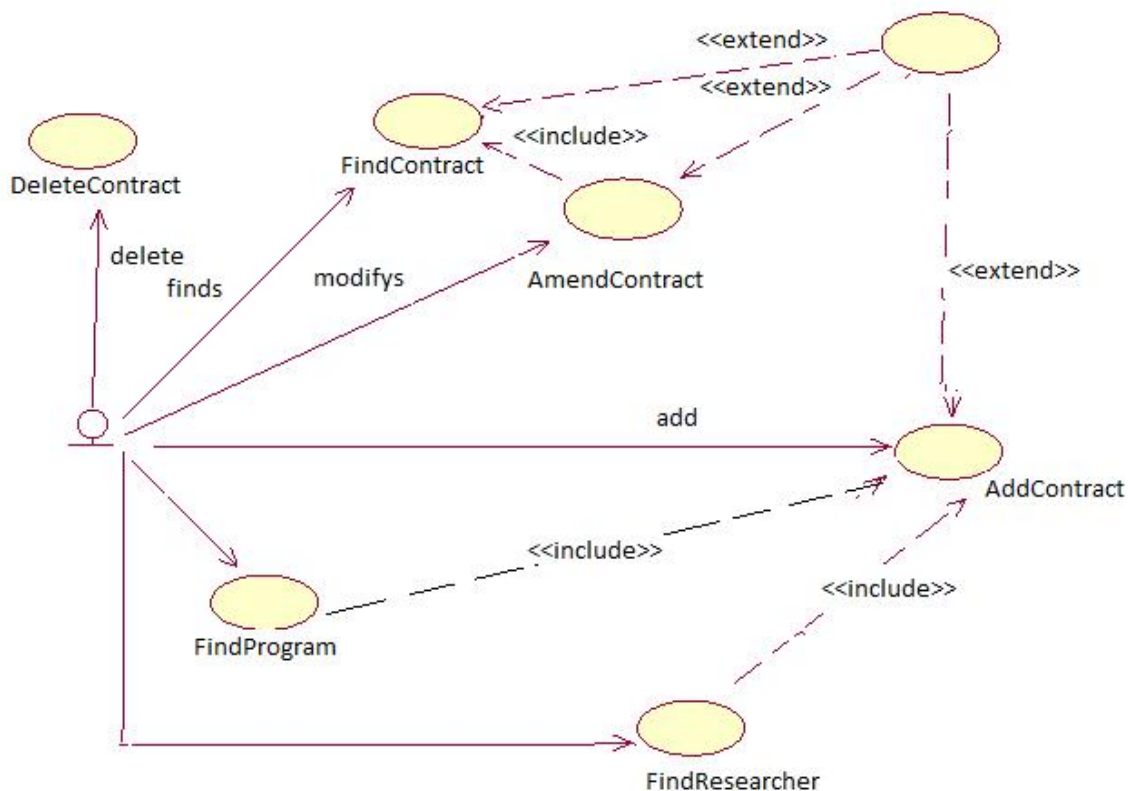 <<extend>>
<<extend>>
<<include>>
FindContract
DeleteContract
delete
finds
modifys
AmendContract
<<extend>>
add
AddContract
<<include>>
<<include>>
FindProgram
FindResearcher